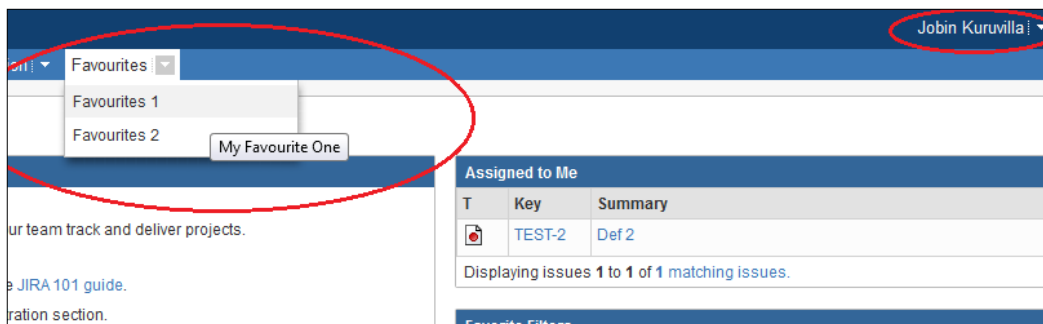 Jobin Kuruvilla
Favourites
Favourites 1
Favourites 2
My Favourite One
Assigned to Me
T Key Summary
ur team track and deliver projects.
TEST-2 Def 2
Displaying issues 1 to 1 of 1 matching issues.
e JIRA 101 guide.
ration section.
Favorite Filters